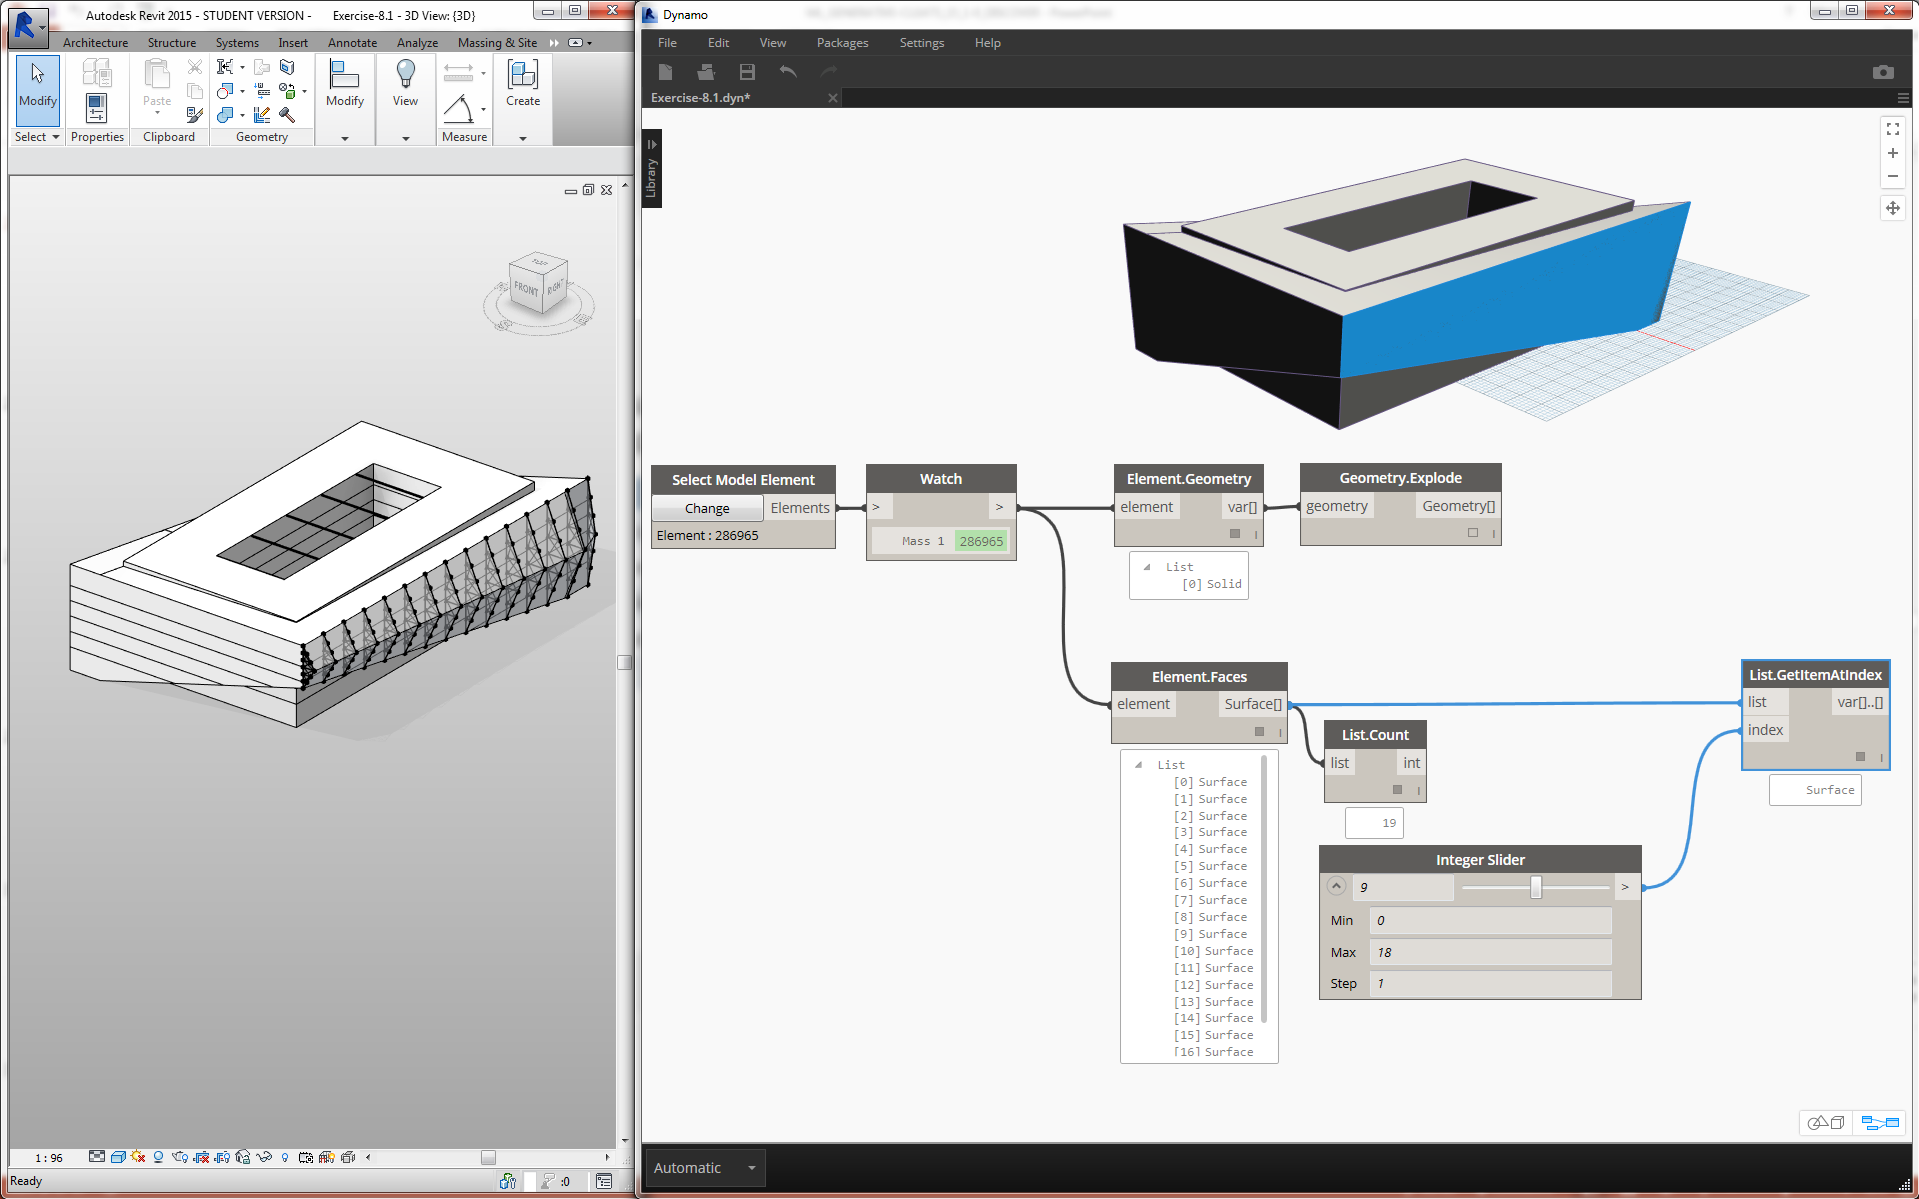 Autodesk Revit 2015 - STUDENT VERSION - Exercise-8.1 - 3D View: {3D}
Architecture Structure Systems Insert Annotate Analyze Massing & Site
Modify
Paste
Modify
View
Create
Select Properties Clipboard Geometry Measure
TOP
FRONT RIGHT
1 : 96
Ready
:0
Dynamo
File Edit View Packages Settings Help
Exercise-8.1.dyn*
Library
Select Model Element
Change Elements
Element : 286965
Watch
> >
Mass 1 286965
Element.Geometry
element var[]
List
[0] Solid
Geometry.Explode
geometry Geometry[]
Element.Faces
element Surface[]
List
[0] Surface
[1] Surface
[2] Surface
[3] Surface
[4] Surface
[5] Surface
[6] Surface
[7] Surface
[8] Surface
[9] Surface
[10] Surface
[11] Surface
[12] Surface
[13] Surface
[14] Surface
[15] Surface
[16] Surface
List.Count
list int
19
Integer Slider
9 >
Min 0
Max 18
Step 1
List.GetItemAtIndex
list var[]..[]
index
Surface
Automatic